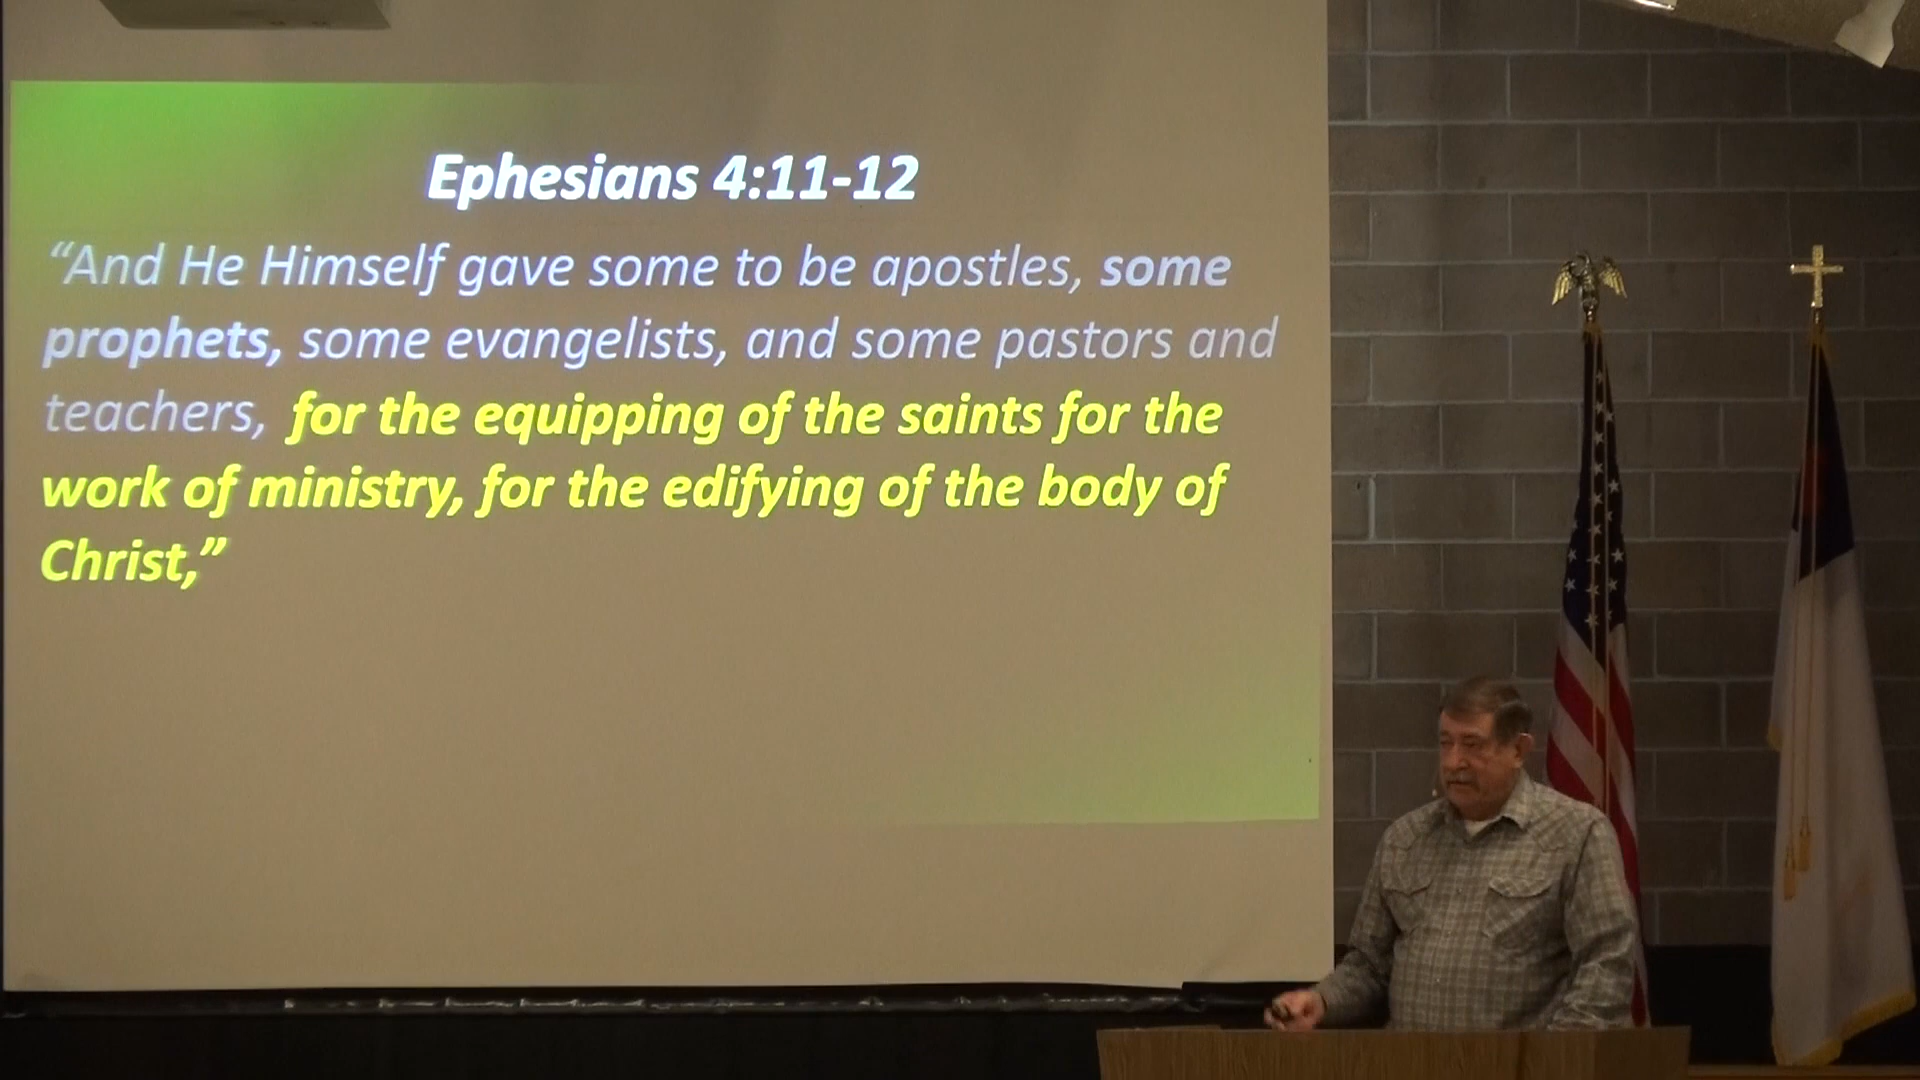 Ephesians 4:11-12
“And He Himself gave some to be apostles, some
prophets, some evangelists, and some pastors and
teachers, for the equipping of the saints for the
work of ministry, for the edifying of the body of
Christ,”